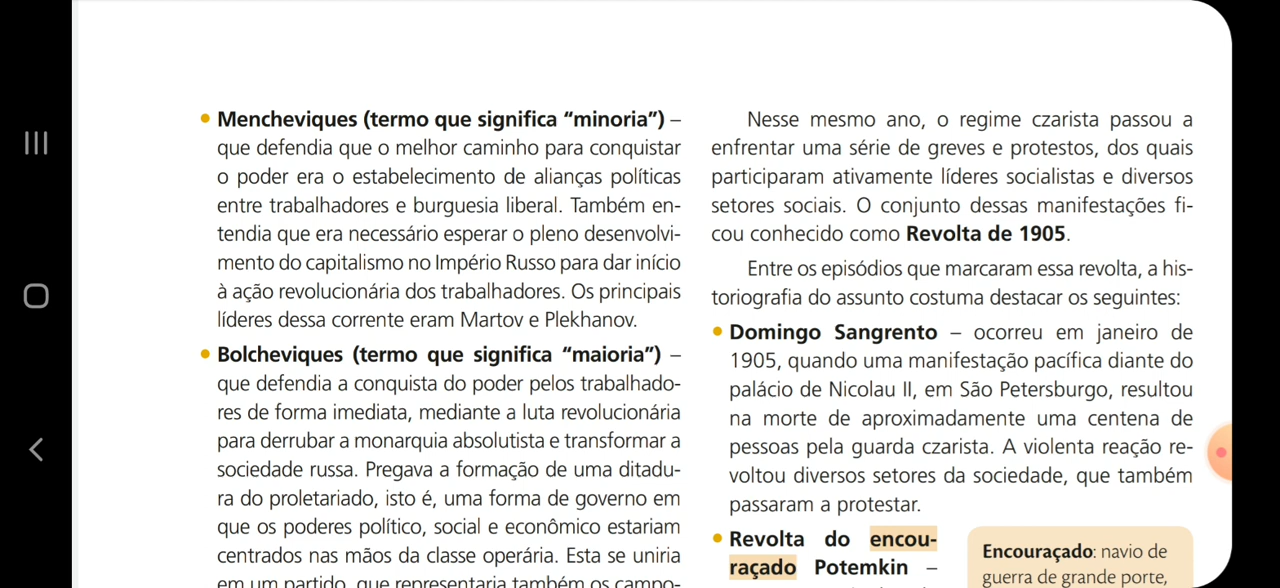 • Mencheviques (termo que significa “minoria”) –
que defendia que o melhor caminho para conquistar
o poder era o estabelecimento de alianças políticas
entre trabalhadores e burguesia liberal. Também en-
tendia que era necessário esperar o pleno desenvolvi-
mento do capitalismo no Império Russo para dar início
à ação revolucionária dos trabalhadores. Os principais
líderes dessa corrente eram Martov e Plekhanov.
• Bolcheviques (termo que significa “maioria”) –
que defendia a conquista do poder pelos trabalhado-
res de forma imediata, mediante a luta revolucionária
para derrubar a monarquia absolutista e transformar a
sociedade russa. Pregava a formação de uma ditadu-
ra do proletariado, isto é, uma forma de governo em
que os poderes político, social e econômico estariam
centrados nas mãos da classe operária. Esta se uniria
em um partido, que representaria também os campo-
Nesse mesmo ano, o regime czarista passou a
enfrentar uma série de greves e protestos, dos quais
participaram ativamente líderes socialistas e diversos
setores sociais. O conjunto dessas manifestações fi-
cou conhecido como Revolta de 1905.
Entre os episódios que marcaram essa revolta, a his-
toriografia do assunto costuma destacar os seguintes:
• Domingo Sangrento – ocorreu em janeiro de
1905, quando uma manifestação pacífica diante do
palácio de Nicolau II, em São Petersburgo, resultou
na morte de aproximadamente uma centena de
pessoas pela guarda czarista. A violenta reação re-
voltou diversos setores da sociedade, que também
passaram a protestar.
• Revolta do encou-
raçado Potemkin –
Encouraçado: navio de
guerra de grande porte,